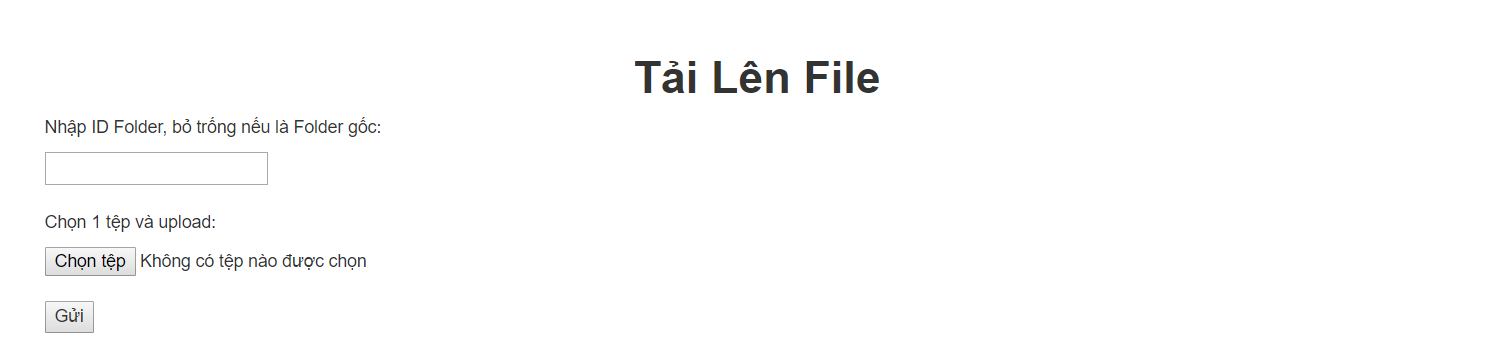 Tải Lên File
Nhập ID Folder, bỏ trống nếu là Folder gốc:
Chọn 1 tệp và upload:
Chọn tệp Không có tệp nào được chọn
Gửi